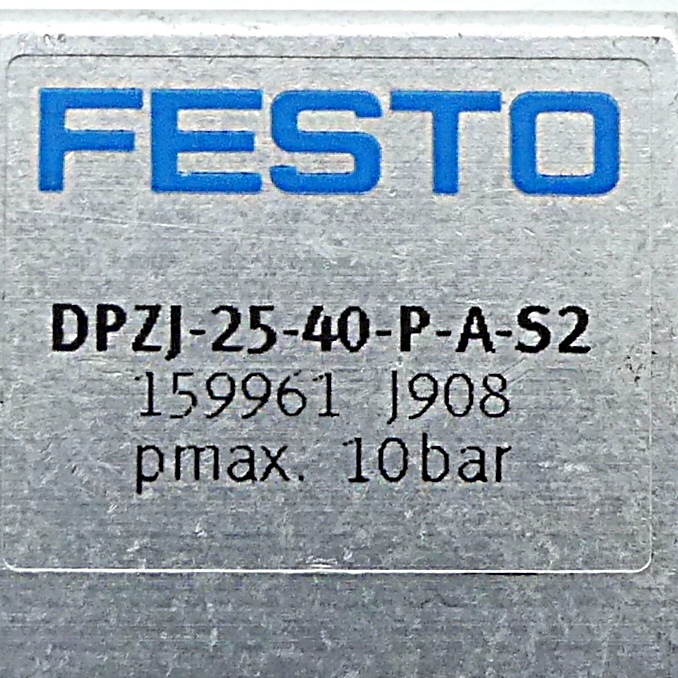 FESTO
DPZJ-25-40-P-A-S2
159961 J908
pmax. 10bar